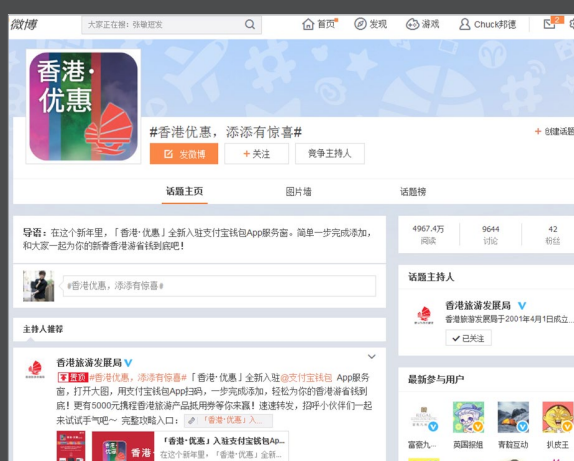 微博
大家正在搜：张敏短发
首页
发现
游戏
Chuck邦德
2
香港·
优惠
#香港优惠，添添有惊喜#
+ 创建话题
发微博
+关注
竞争主持人
话题主页
图片墙
话题榜
导语：在这个新年里，「香港·优惠」全新入驻支付宝钱包App服务窗。简单一步完成添加，
和大家一起为你的新春香港游省钱到底吧！
#香港优惠，添添有惊喜#
主持人推荐
香港旅游发展局
#香港优惠，添添有惊喜#「香港·优惠」全新入驻@支付宝钱包 App服务
窗，打开大图，用支付宝钱包App扫码，一步完成添加，轻松为你的香港游省钱到
底！更有5000元携程香港旅游产品抵用券等你来赢！速速转发，招呼小伙伴们一起
来试试手气吧~ 完整攻略入口：「香港·优惠」入...
香港·
「香港·优惠」入驻支付宝钱包Ap...
在这个新年里，「香港·优惠」全新...
4967.4万
阅读
9644
讨论
42
粉丝
话题主持人
香港旅游发展局
香港旅游发展局于2001年4月1日成立...
已关注
最新参与用户
富德九...
英国报姐
青毅互动
扒皮王